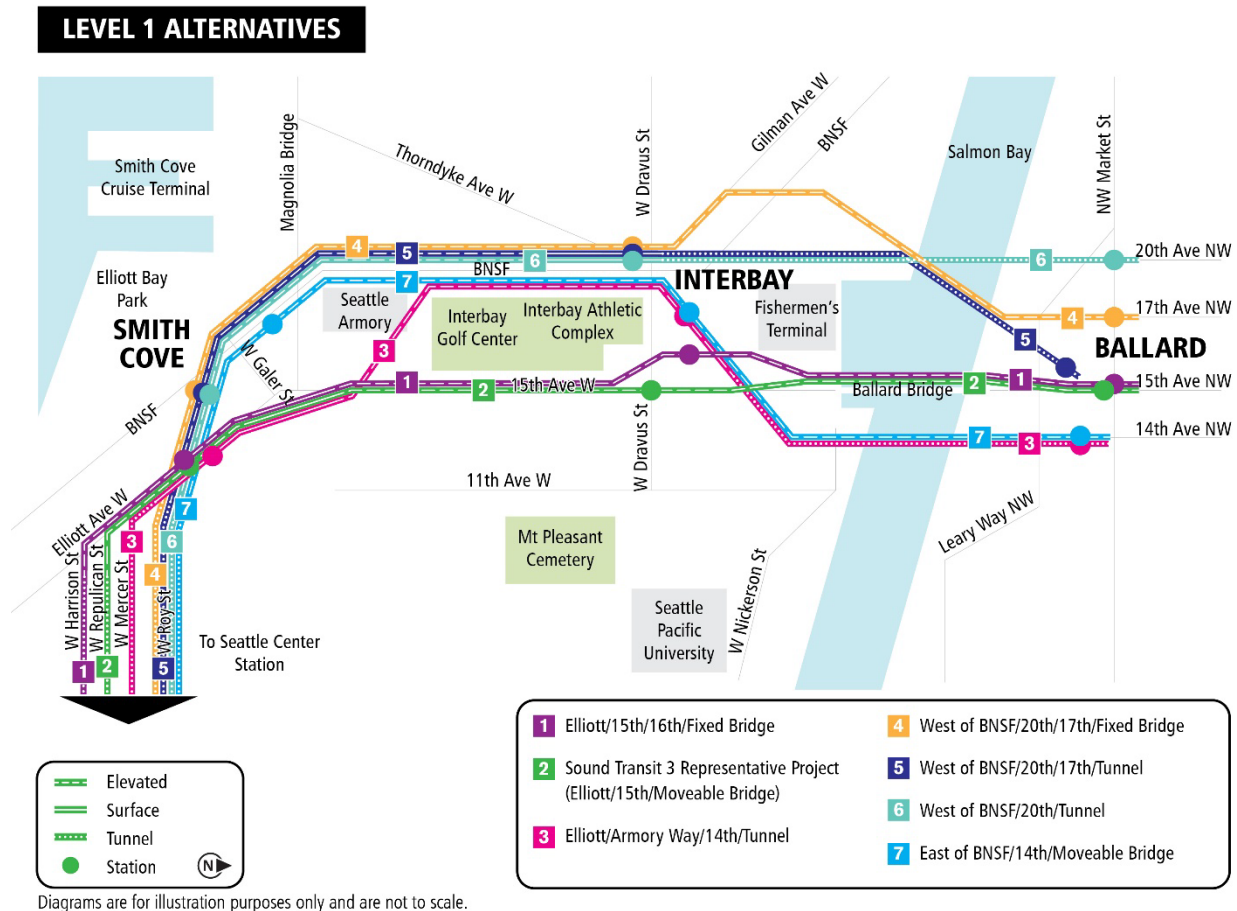 LEVEL 1 ALTERNATIVES
Smith Cove
Cruise Terminal
Magnolia Bridge
Thorndyke Ave W
W Dravus St
Gilman Ave W
BNSF
Salmon Bay
NW Market St
4
5
6
BNSF
7
6
20th Ave NW
Elliott Bay
Park
SMITH
COVE
Seattle
Armory
Interbay
Golf Center
Interbay Athletic
Complex
INTERBAY
Fishermen's
Terminal
4
17th Ave NW
5
BALLARD
W Galer St
3
1
15th Ave W
2
Ballard Bridge
2
1
15th Ave NW
BNSF
W Dravus St
7
3
14th Ave NW
11th Ave W
Elliott Ave W
7
3
6
4
Mt Pleasant
Cemetery
Leary Way NW
W Nickerson St
W Harrison St
W Repulican St
W Mercer St
W Roy St
1
2
5
To Seattle Center
Station
Seattle
Pacific
University
Elevated
Surface
Tunnel
Station
N
1 Elliott/15th/16th/Fixed Bridge
2 Sound Transit 3 Representative Project
(Elliott/15th/Moveable Bridge)
3 Elliott/Armory Way/14th/Tunnel
4 West of BNSF/20th/17th/Fixed Bridge
5 West of BNSF/20th/17th/Tunnel
6 West of BNSF/20th/Tunnel
7 East of BNSF/14th/Moveable Bridge
Diagrams are for illustration purposes only and are not to scale.